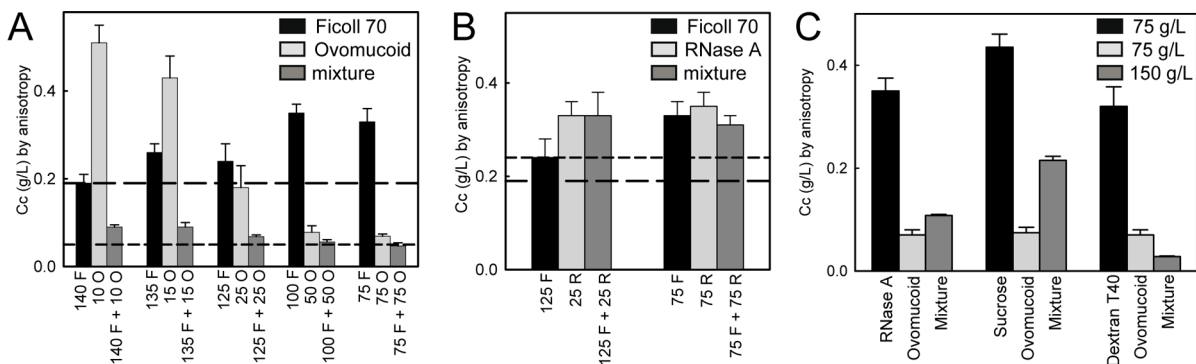 A
Cc (g/L) by anisotropy
0.4
0.2
0.0
Ficoll 70
Ovomucoid
mixture
140 F
10 O
140 F + 10 O
135 F
15 O
135 F + 15 O
125 F
25 O
125 F + 25 O
100 F
50 O
100 F + 50 O
75 F
75 O
75 F + 75 O
B
Cc (g/L) by anisotropy
0.4
0.2
0.0
Ficoll 70
RNase A
mixture
125 F
25 R
125 F + 25 R
75 F
75 R
75 F + 75 R
C
Cc (g/L) by anisotropy
0.4
0.2
0.0
75 g/L
75 g/L
150 g/L
RNase A
Ovomucoid
Mixture
Sucrose
Ovomucoid
Mixture
Dextran T40
Ovomucoid
Mixture